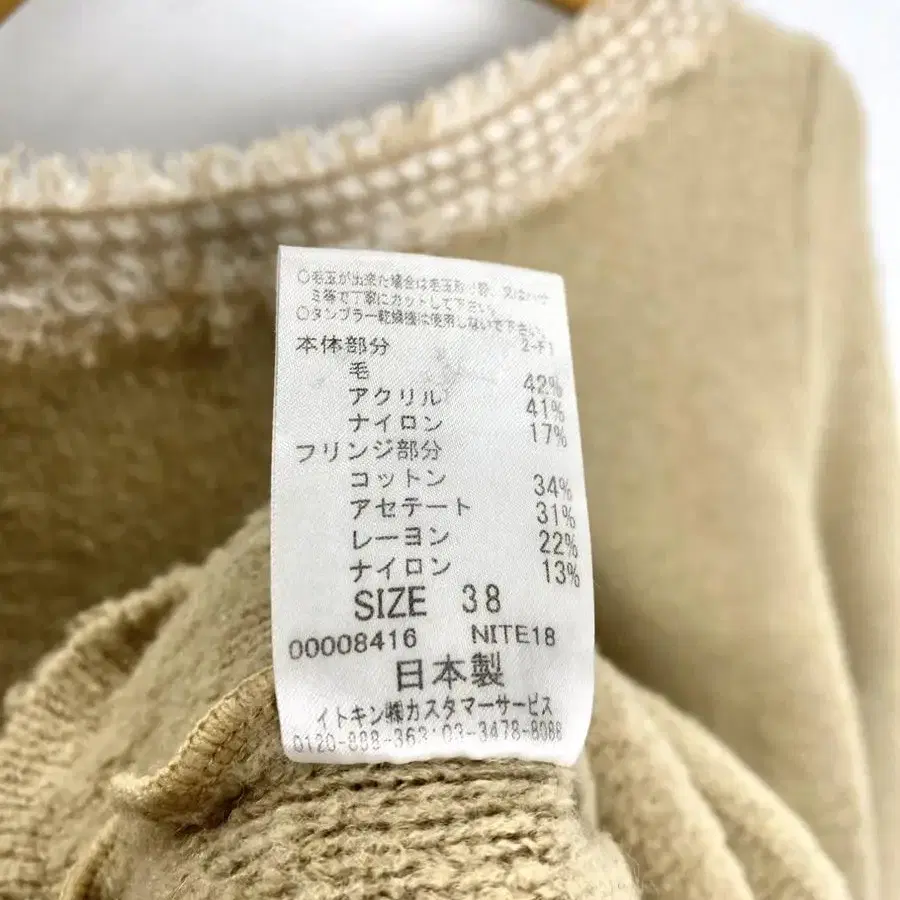 ○毛玉が出来た場合は毛玉取り器、又はハサ
ミ等で丁寧にカットして下さい。
○タンブラー乾燥機は使用しないで下さい。
本体部分
毛 42%
アクリル 41%
ナイロン 17%
フリンジ部分
コットン 34%
アセテート 31%
レーヨン 22%
ナイロン 13%
SIZE 38
00008416 NITE18
日本製
イトキン㈱カスタマーサービス
0120-888-363･03-3478-8088